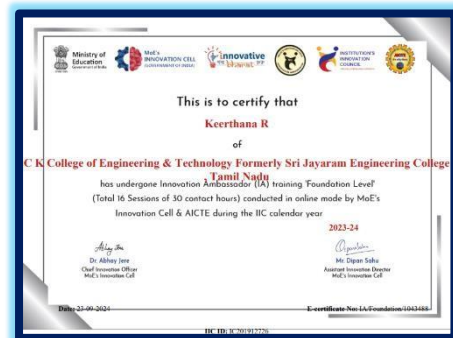 Ministry of
Education
Government of India
MoE's
INNOVATION CELL
(GOVERNMENT OF INDIA)
innovative
INSTITUTION'S
INNOVATION
COUNCIL
This is to certify that
Keerthana R
of
C K College of Engineering & Technology Formerly Sri Jayaram Engineering College
, Tamil Nadu
has undergone Innovation Ambassador (IA) training 'Foundation Level'
(Total 16 Sessions of 30 contact hours) conducted in online mode by MoE's
Innovation Cell & AICTE during the IIC calendar year
2023-24
Dr. Abhay Jere
Chief Innovation Officer
MoE's Innovation Cell
Mr. Dipan Sahu
Assistant Innovation Director
MoE's Innovation Cell
Date: 23-09-2024
E-certificate No: IA/Foundation/1043488
IIC ID: IC201912726